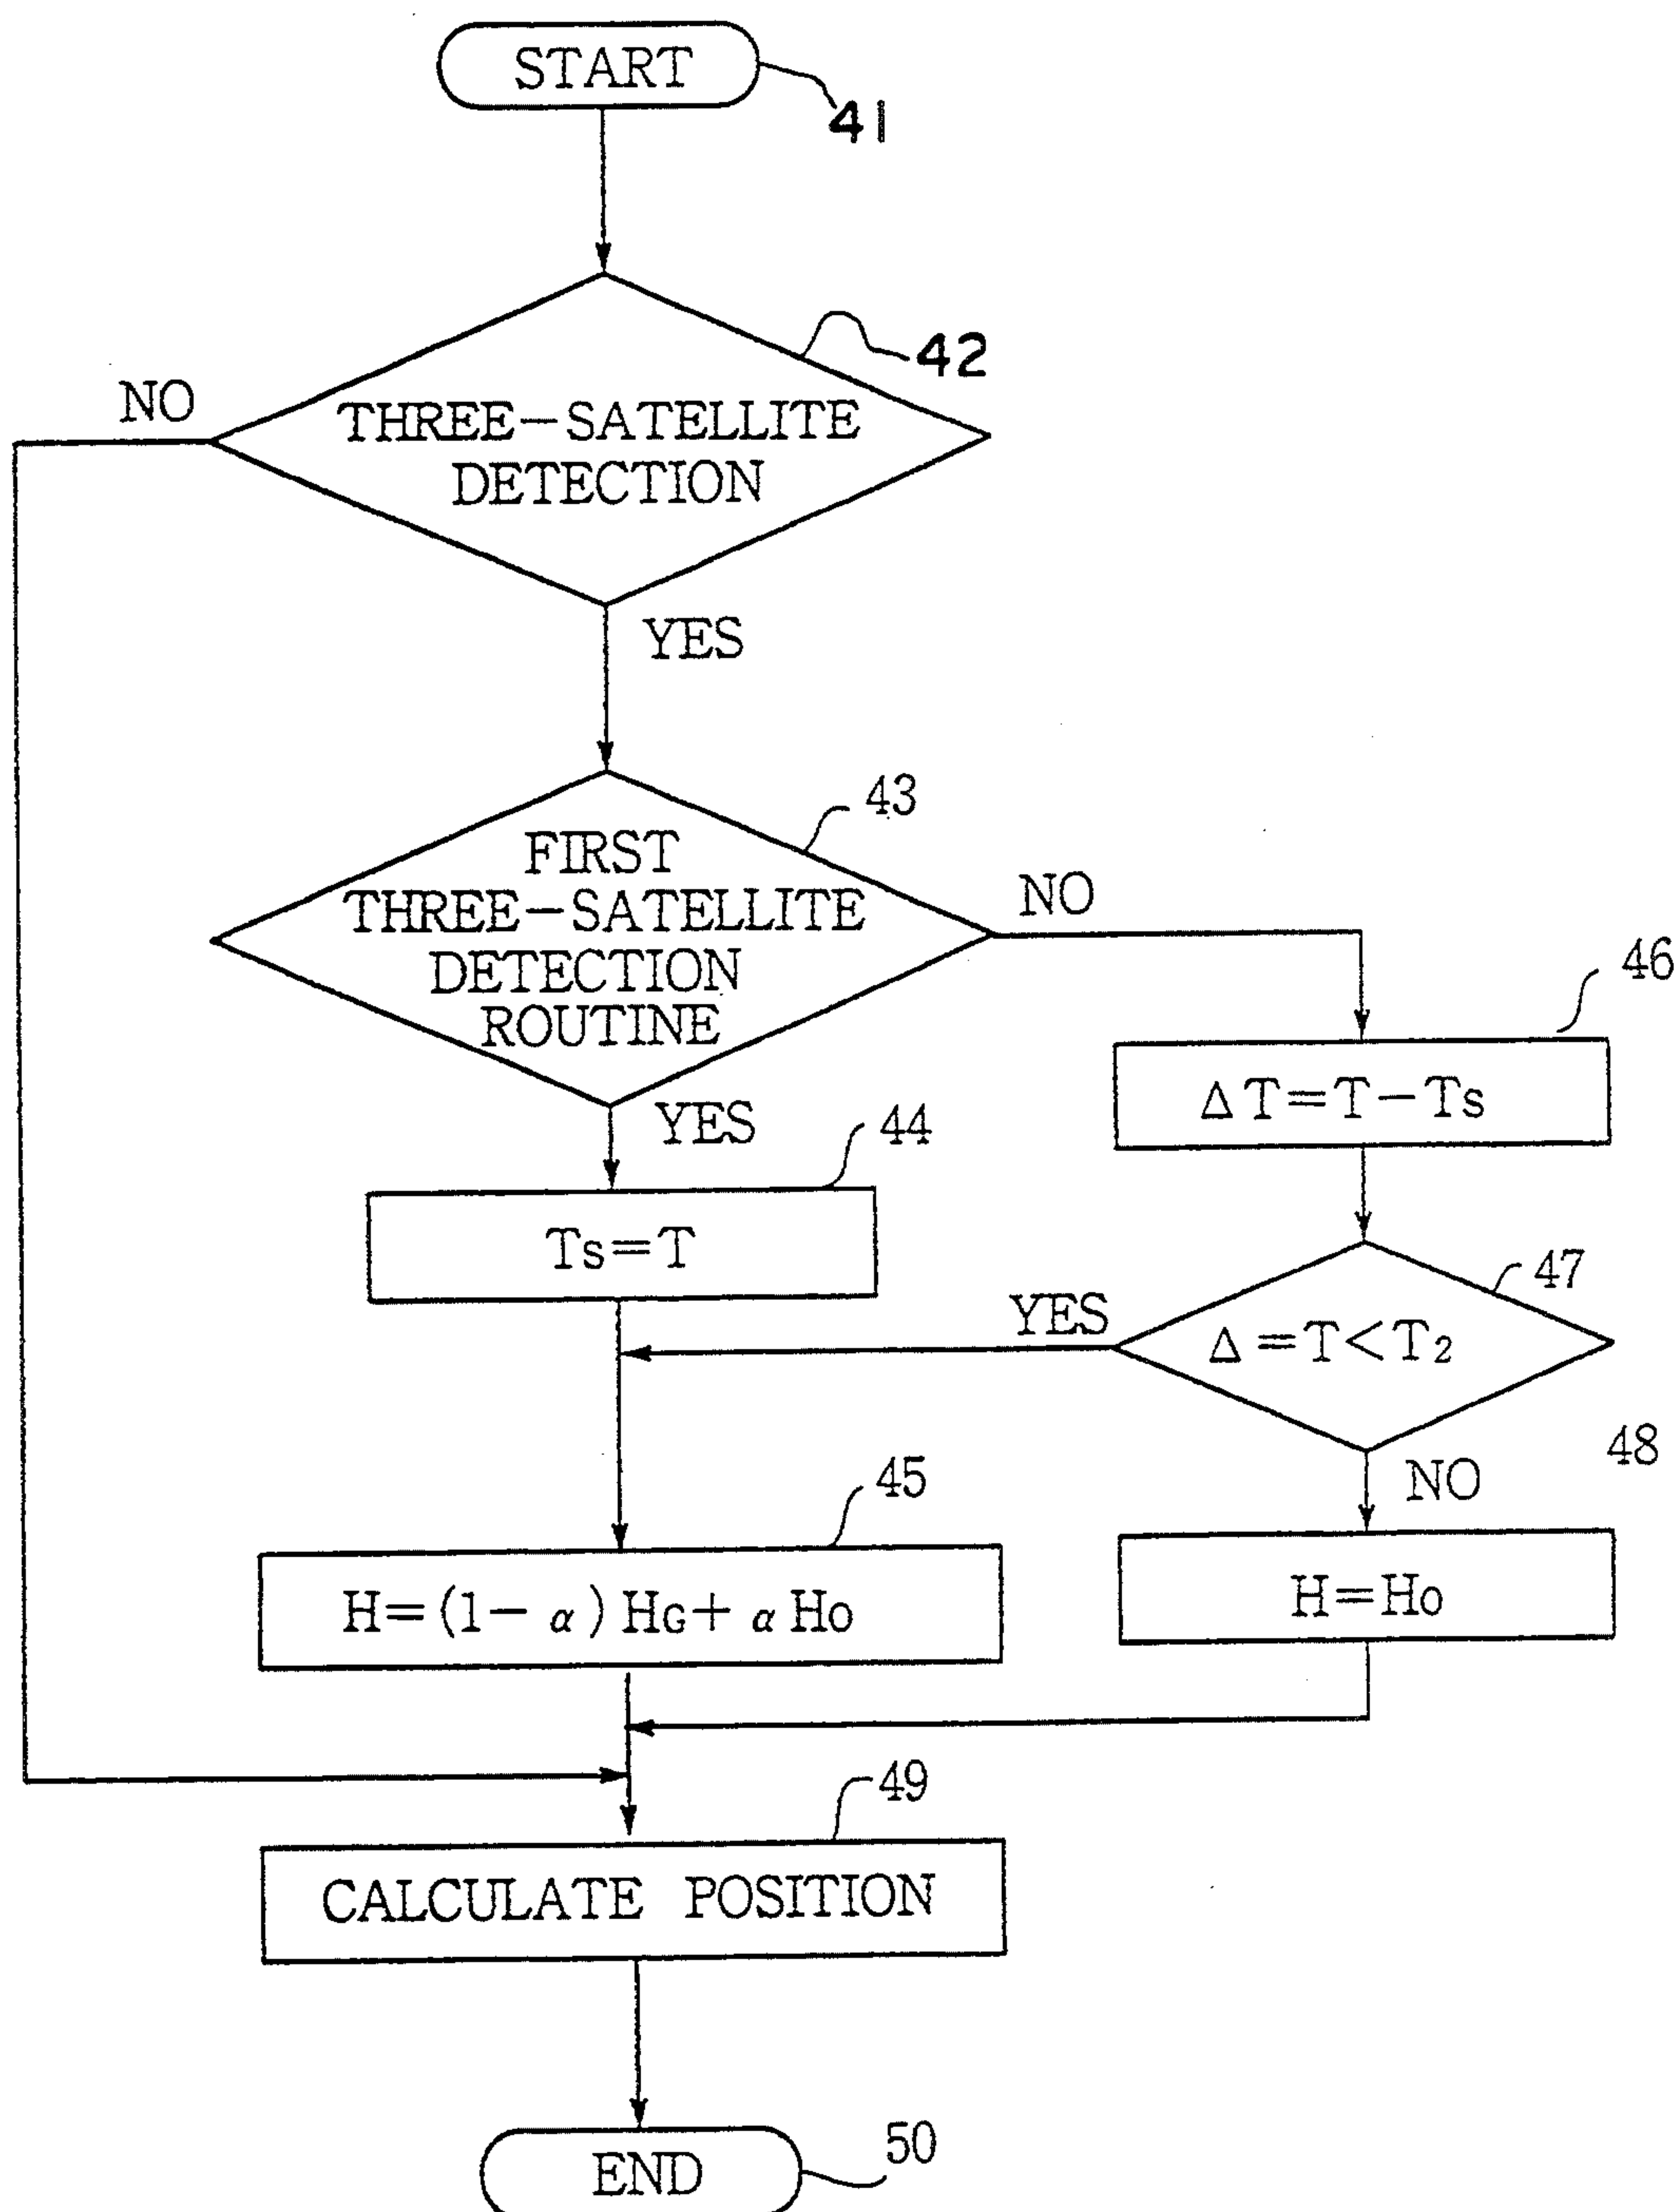 START
41
42
NO
THREE-SATELLITE
DETECTION
YES
43
FIRST
THREE-SATELLITE
DETECTION
ROUTINE
NO
46
ΔT=T-Ts
YES
44
Ts=T
47
YES
Δ=T<T2
48
NO
45
H=(1-α)HG+αHo
H=Ho
49
CALCULATE POSITION
50
END